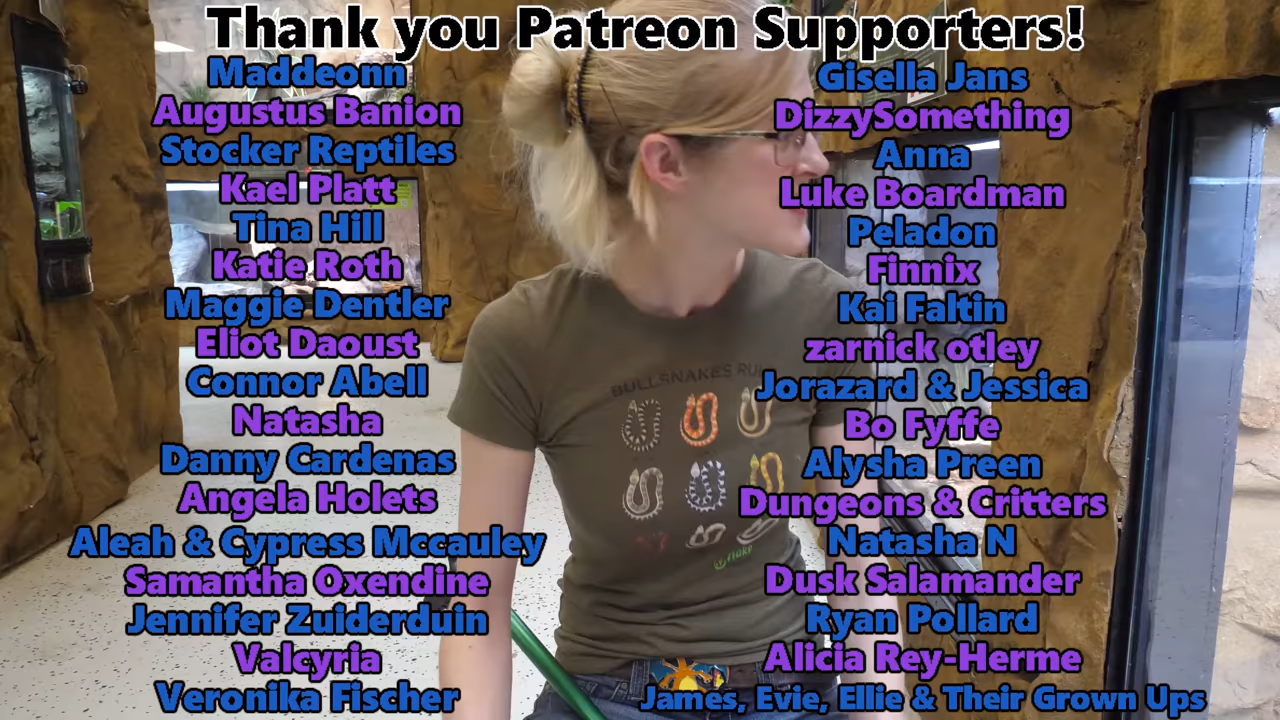 Thank you Patreon Supporters!
Maddeonn
Augustus Banion
Stocker Reptiles
Kael Platt
Tina Hill
Katie Roth
Maggie Dentler
Eliot Daoust
Connor Abell
Natasha
Danny Cardenas
Angela Holets
Aleah & Cypress Mccauley
Samantha Oxendine
Jennifer Zuiderduin
Valcyria
Veronika Fischer
Gisella Jans
DizzySomething
Anna
Luke Boardman
Peladon
Finnix
Kai Faltin
zarnick otley
Jorazard & Jessica
Bo Fyffe
Alysha Preen
Dungeons & Critters
Natasha N
Dusk Salamander
Ryan Pollard
Alicia Rey-Herme
James, Evie, Ellie & Their Grown Ups
BULLSNAKES